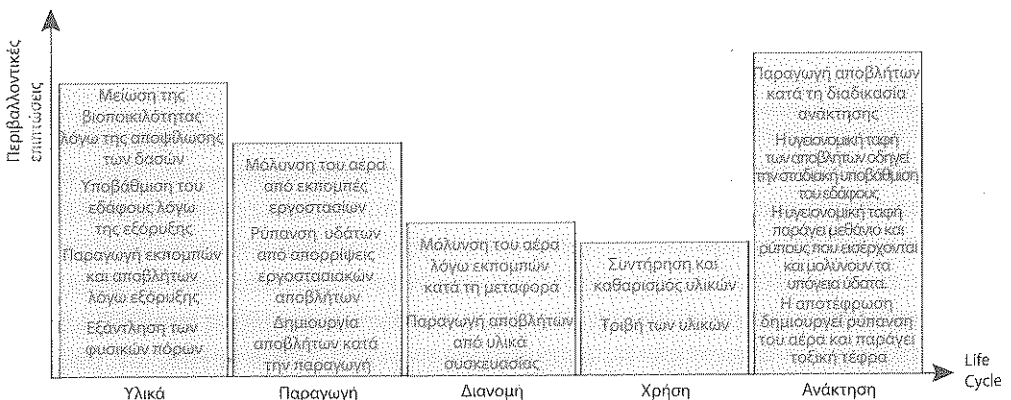 Περιβαλλοντικές
επιπτώσεις
Μείωση της
βιοποικιλότητας
λόγω της αποψίλωσης
των δασών
Υποβάθμιση του
εδάφους λόγω
της εξόρυξης
Παραγωγή εκπομπών
και αποβλήτων
λόγω εξόρυξης
Εξάντληση των
φυσικών πόρων
Μόλυνση του αέρα
από εκπομπές
εργοστασίων
Ρύπανση υδάτων
από απορρίψεις
εργοστασιακών
αποβλήτων
Δημιουργία
αποβλήτων κατά
την παραγωγή
Μόλυνση του αέρα
λόγω εκπομπών
κατά τη μεταφορα
Παραγωγή αποβλήτων
από υλικά
συσκευασίας
Συντήρηση και
καθαρισμός υλικών
Τριβή των υλικών
Παραγωγή αποβλήτων
κατά τη διαδικασία
ανάκτησης
Η υγειονομική ταφή
των αποβλήτων οδηγεί
την σταδιακή υποβάθμιση
του εδάφους
Η υγειονομική ταφή
παράγει μεθάνιο και
ρύπους που εισέρχονται
και μολύνουν τα
υπόγεια ύδατα.
Η αποτέφρωση
δημιουργεί ρύπανση
του αέρα και παράγει
τοξική τέφρα
Υλικά
Παραγωγή
Διανομή
Χρήση
Ανάκτηση
Life
Cycle